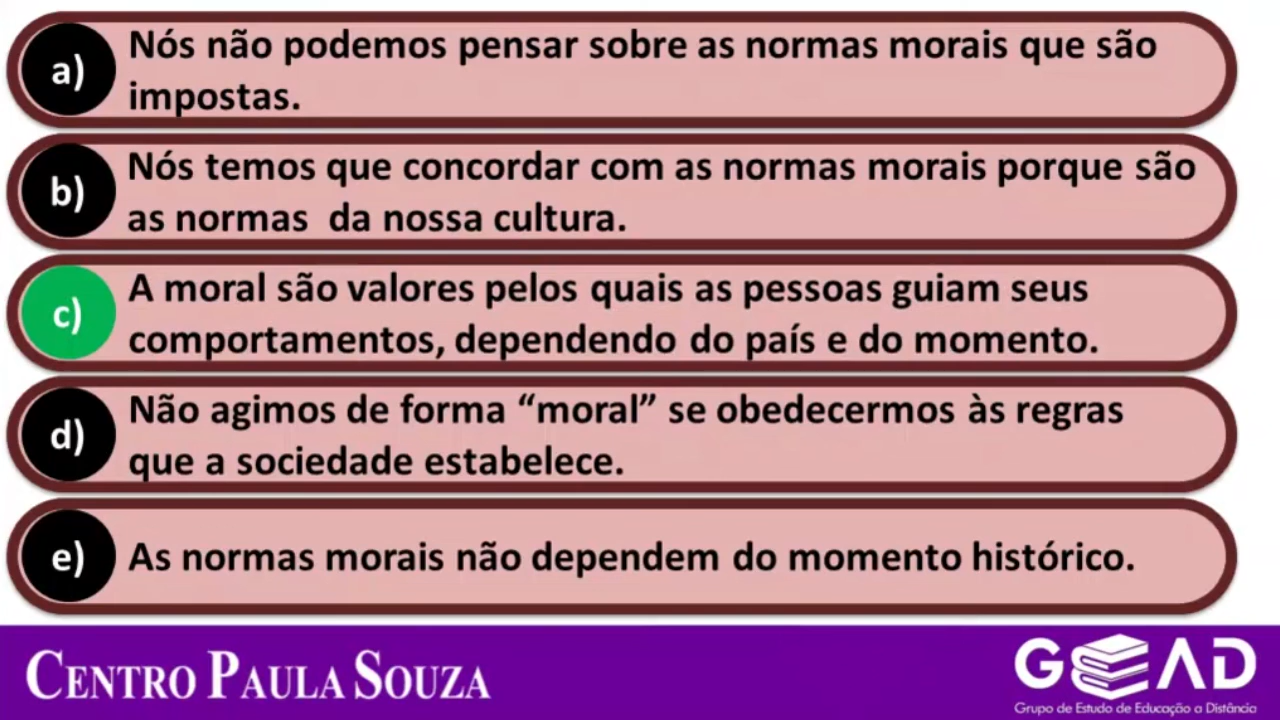 a) Nós não podemos pensar sobre as normas morais que são
impostas.
b) Nós temos que concordar com as normas morais porque são
as normas da nossa cultura.
c) A moral são valores pelos quais as pessoas guiam seus
comportamentos, dependendo do país e do momento.
d) Não agimos de forma “moral” se obedecermos às regras
que a sociedade estabelece.
e) As normas morais não dependem do momento histórico.
CENTRO PAULA SOUZA
GEAD
Grupo de Estudo de Educação a Distância